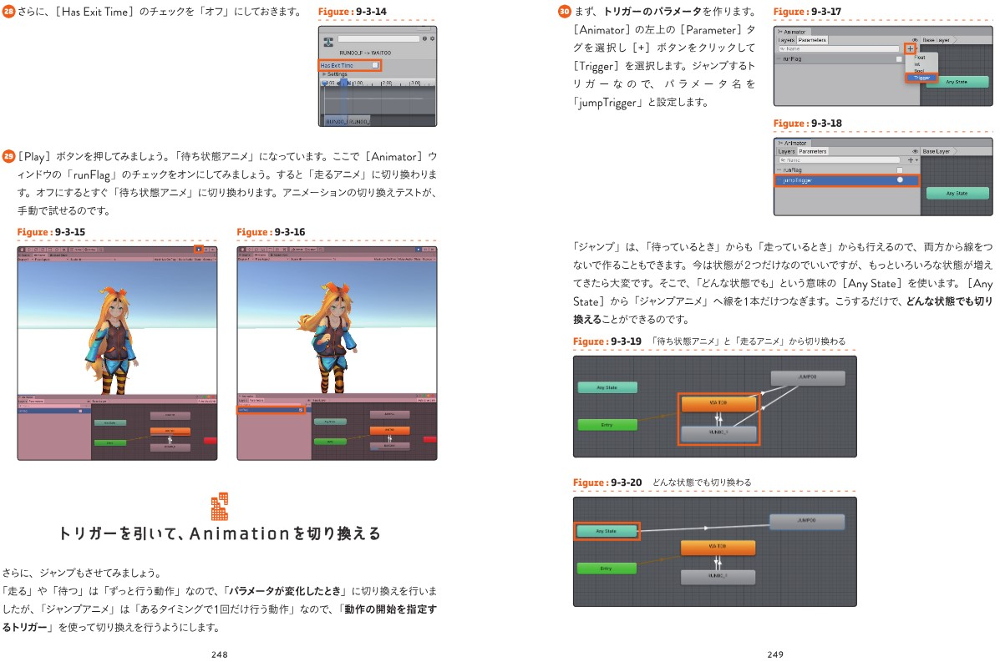 28 さらに、[Has Exit Time] のチェックを「オフ」にしておきます。
Figure : 9-3-14
RUN00_F -> WAIT00
Has Exit Time
Settings
29 [Play] ボタンを押してみましょう。「待ち状態アニメ」になっています。ここで [Animator] ウ
ィンドウの「runFlag」のチェックをオンにしてみましょう。すると「走るアニメ」に切り換わりま
す。オフにするとすぐ「待ち状態アニメ」に切り換わります。アニメーションの切り換えテストが、
手動で試せるのです。
Figure : 9-3-15
Figure : 9-3-16
トリガーを引いて、Animationを切り換える
さらに、ジャンプもさせてみましょう。
「走る」や「待つ」は「ずっと行う動作」なので、「パラメータが変化したとき」に切り換えを行いま
したが、「ジャンプアニメ」は「あるタイミングで1回だけ行う動作」なので、「動作の開始を指定す
るトリガー」を使って切り換えを行うようにします。
248
30 まず、トリガーのパラメータを作ります。
[Animator] の左上の [Parameter] タ
グを選択し [+] ボタンをクリックして
[Trigger] を選択します。ジャンプするト
リガーなので、パラメータ名を
「jumpTrigger」と設定します。
Figure : 9-3-17
Animator
Layers Parameters
Base Layer
Name
runFlag
Float
Int
Bool
Trigger
Any State
Figure : 9-3-18
Animator
Layers Parameters
Base Layer
Name
runFlag
jumpTrigger
Any State
「ジャンプ」は、「待っているとき」からも「走っているとき」からも行えるので、両方から線をつ
ないで作ることもできます。今は状態が2つだけなのでいいですが、もっといろいろな状態が増え
てきたら大変です。そこで、「どんな状態でも」という意味の [Any State] を使います。[Any
State] から「ジャンプアニメ」へ線を1本だけつなぎます。こうするだけで、どんな状態でも切り
換えることができるのです。
Figure : 9-3-19 「待ち状態アニメ」と「走るアニメ」から切り換わる
Any State
JUMP00
WAIT00
Entry
RUN00_F
Figure : 9-3-20 どんな状態でも切り換わる
Any State
JUMP00
WAIT00
Entry
RUN00_F
249